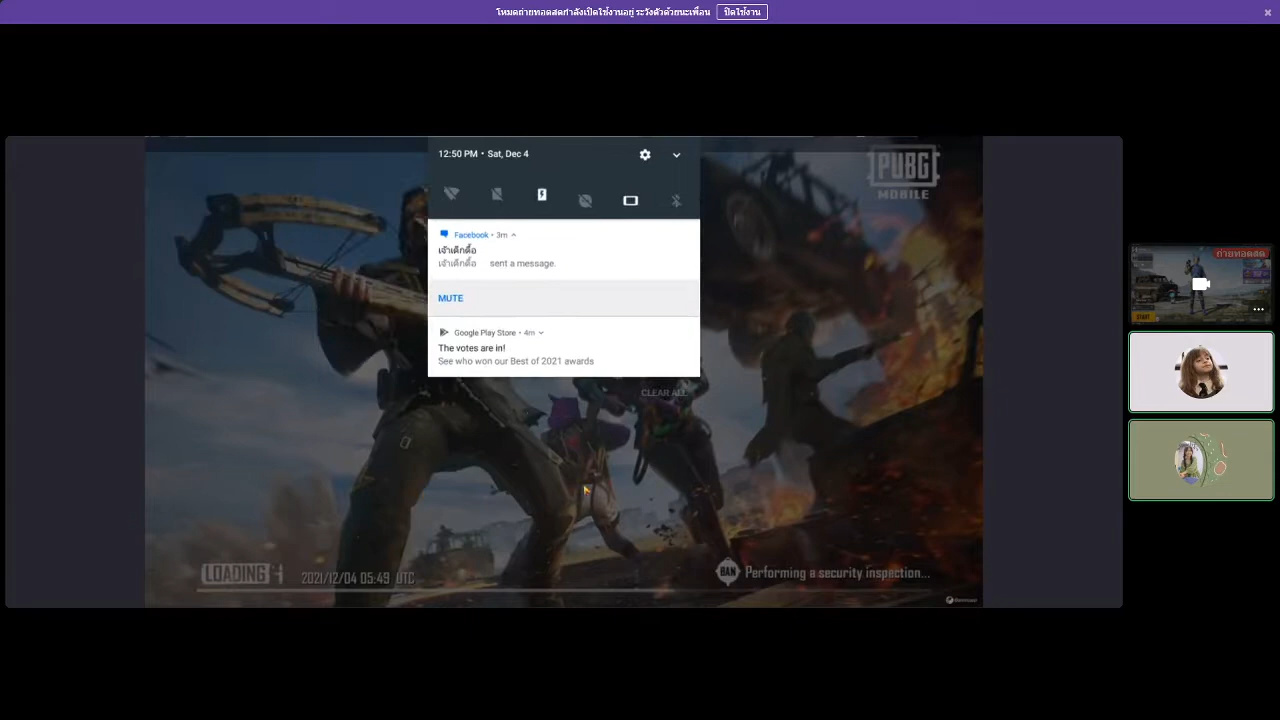 โหมดถ่ายทอดสดกำลังเปิดใช้งานอยู่ ระวังตัวด้วยนะเพื่อน ปิดใช้งาน
12:50 PM • Sat, Dec 4
PUBG
MOBILE
Facebook • 3m
เจ๊าเด็กดื้อ
เจ๊าเด็กดื้อ sent a message.
MUTE
Google Play Store • 4m
The votes are in!
See who won our Best of 2021 awards
CLEAR ALL
ถ่ายทอดสด
START
LOADING
2021/12/04 05:49 UTC
BAN Performing a security inspection...